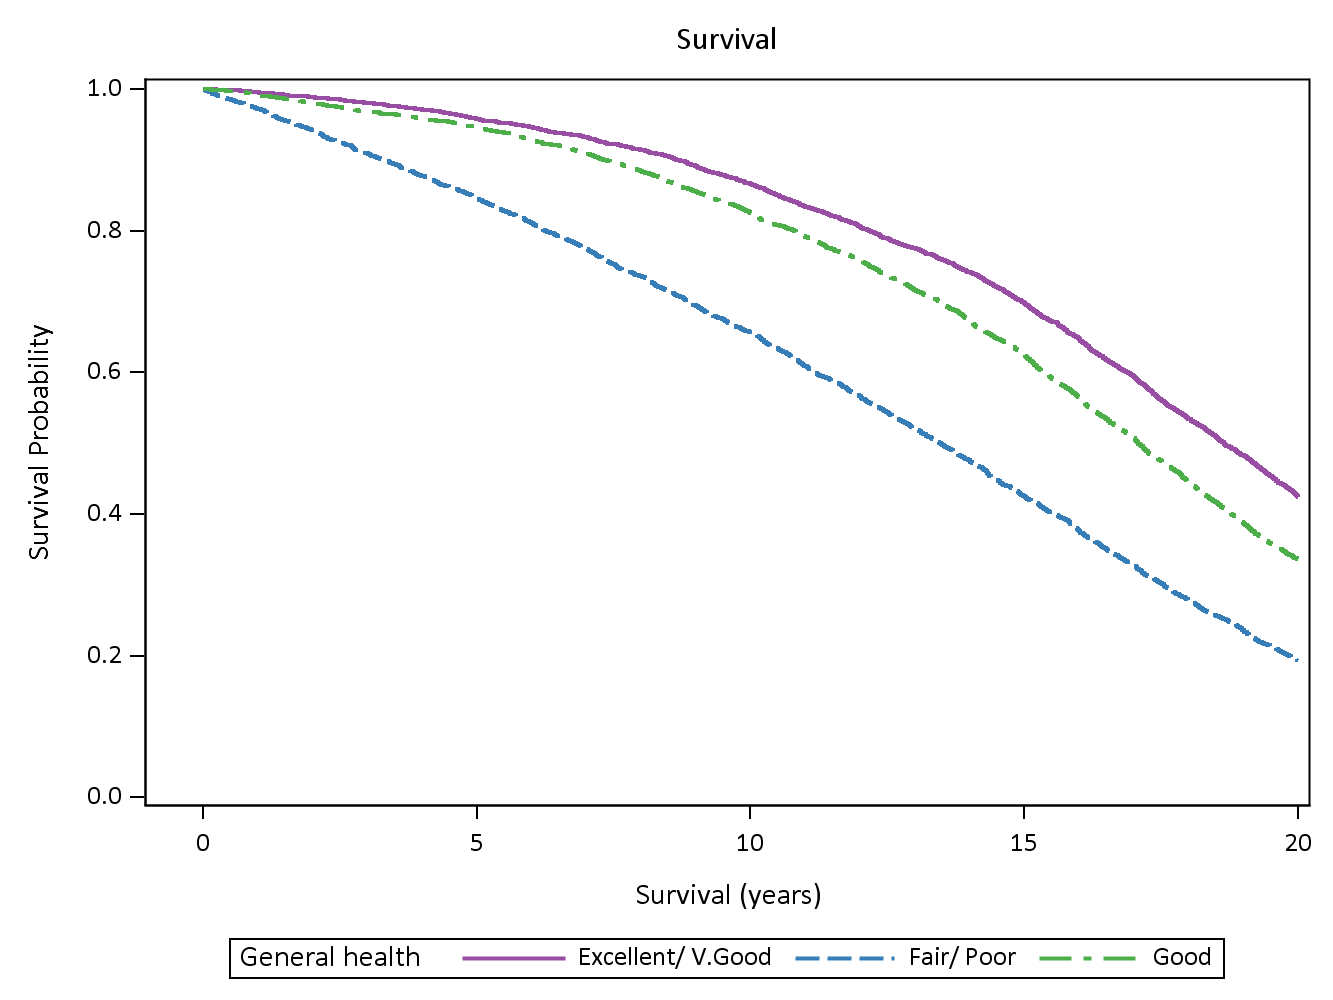 Survival
1.0
0.8
0.6
0.4
0.2
0.0
Survival Probability
0 5 10 15 20
Survival (years)
General health Excellent/ V.Good Fair/ Poor Good